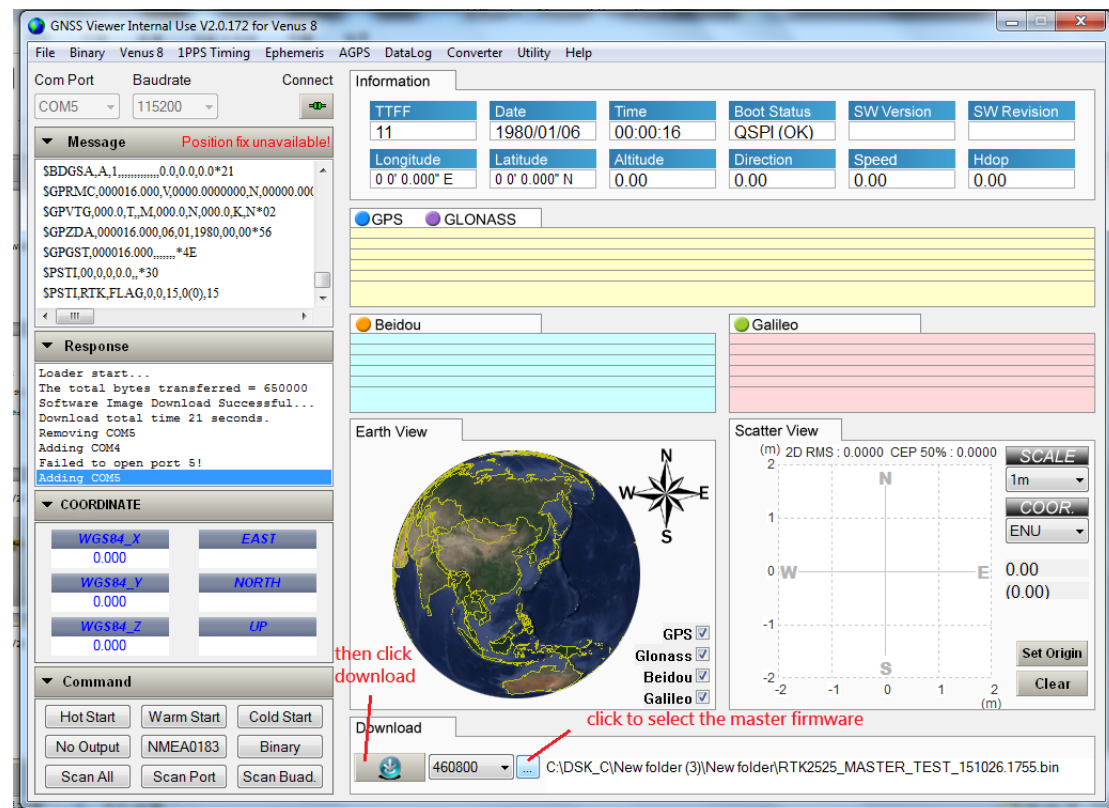 GNSS Viewer Internal Use V2.0.172 for Venus 8
File Binary Venus 8 1PPS Timing Ephemeris AGPS DataLog Converter Utility Help
Com Port Baudrate Connect
COM5 115200
Message Position fix unavailable!
$BDGSA,A,1,,,,,,,,,,,,,0.0,0.0,0.0*21
$GPRMC,000016.000,V,0000.0000000,N,00000.000
$GPVTG,000.0,T,,M,000.0,N,000.0,K,N*02
$GPZDA,000016.000,06,01,1980,00,00*56
$GPGST,000016.000,,,,,,,*4E
$PSTI,00,0,0,0.0,,*30
$PSTI,RTK,FLAG,0,0,15,0(0),15
Response
Loader start...
The total bytes transferred = 650000
Software Image Download Successful...
Download total time 21 seconds.
Removing COM5
Adding COM4
Failed to open port 5!
Adding COM5
COORDINATE
WGS84_X EAST
0.000
WGS84_Y NORTH
0.000
WGS84_Z UP
0.000
Command
Hot Start Warm Start Cold Start
No Output NMEA0183 Binary
Scan All Scan Port Scan Buad.
Information
TTFF Date Time Boot Status SW Version SW Revision
11 1980/01/06 00:00:16 QSPI (OK)
Longitude Latitude Altitude Direction Speed Hdop
0 0' 0.000" E 0 0' 0.000" N 0.00 0.00 0.00 0.00
GPS GLONASS
Beidou
Galileo
Earth View
N
W E
S
GPS
Glonass
Beidou
Galileo
Scatter View
(m) 2D RMS : 0.0000 CEP 50% : 0.0000
2
N
1
0 W E
-1
-2
S
-2 -1 0 1 2
(m)
SCALE
1m
COOR.
ENU
0.00
(0.00)
Set Origin
Clear
then click
download
click to select the master firmware
Download
460800 ... C:\DSK_C\New folder (3)\New folder\RTK2525_MASTER_TEST_151026.1755.bin